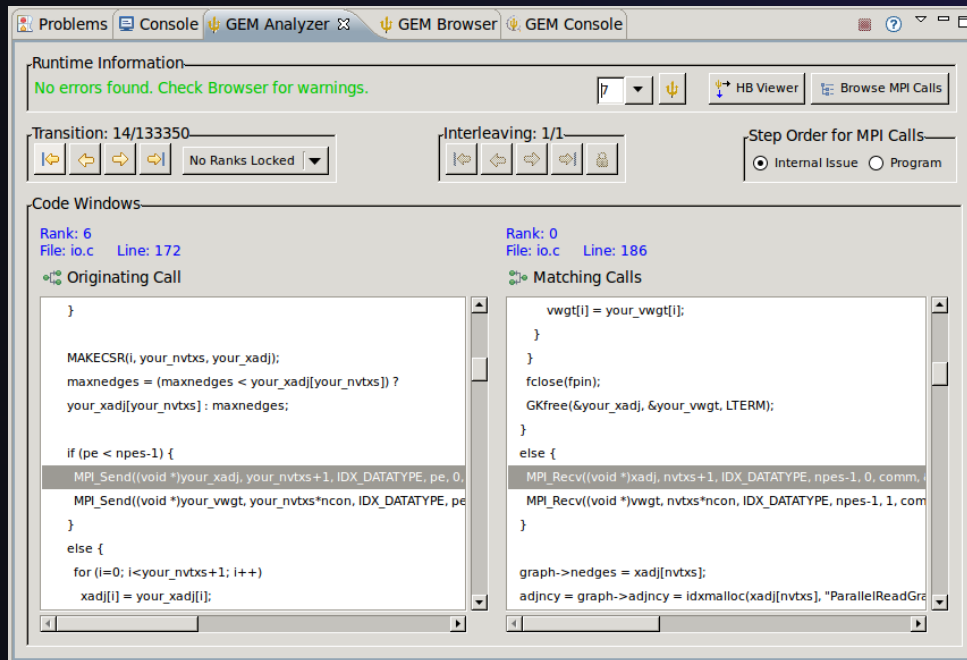 Problems Console GEM Analyzer GEM Browser GEM Console
Runtime Information
No errors found. Check Browser for warnings.
7
HB Viewer
Browse MPI Calls
Transition: 14/133350
No Ranks Locked
Interleaving: 1/1
Step Order for MPI Calls
Internal Issue Program
Code Windows
Rank: 6
File: io.c Line: 172
Originating Call
}
MAKECSR(i, your_nvtxs, your_xadj);
maxnedges = (maxnedges < your_xadj[your_nvtxs]) ?
your_xadj[your_nvtxs] : maxnedges;
if (pe < npes-1) {
MPI_Send((void *)your_xadj, your_nvtxs+1, IDX_DATATYPE, pe, 0,
MPI_Send((void *)your_vwgt, your_nvtxs*ncon, IDX_DATATYPE, pe
}
else {
for (i=0; i<your_nvtxs+1; i++)
xadj[i] = your_xadj[i];
Rank: 0
File: io.c Line: 186
Matching Calls
vwgt[i] = your_vwgt[i];
}
}
fclose(fpin);
GKfree(&your_xadj, &your_vwgt, LTERM);
}
else {
MPI_Recv((void *)xadj, nvtxs+1, IDX_DATATYPE, npes-1, 0, comm,
MPI_Recv((void *)vwgt, nvtxs*ncon, IDX_DATATYPE, npes-1, 1, com
}
graph->nedges = xadj[nvtxs];
adjncy = graph->adjncy = idxmalloc(xadj[nvtxs], "ParallelReadGra